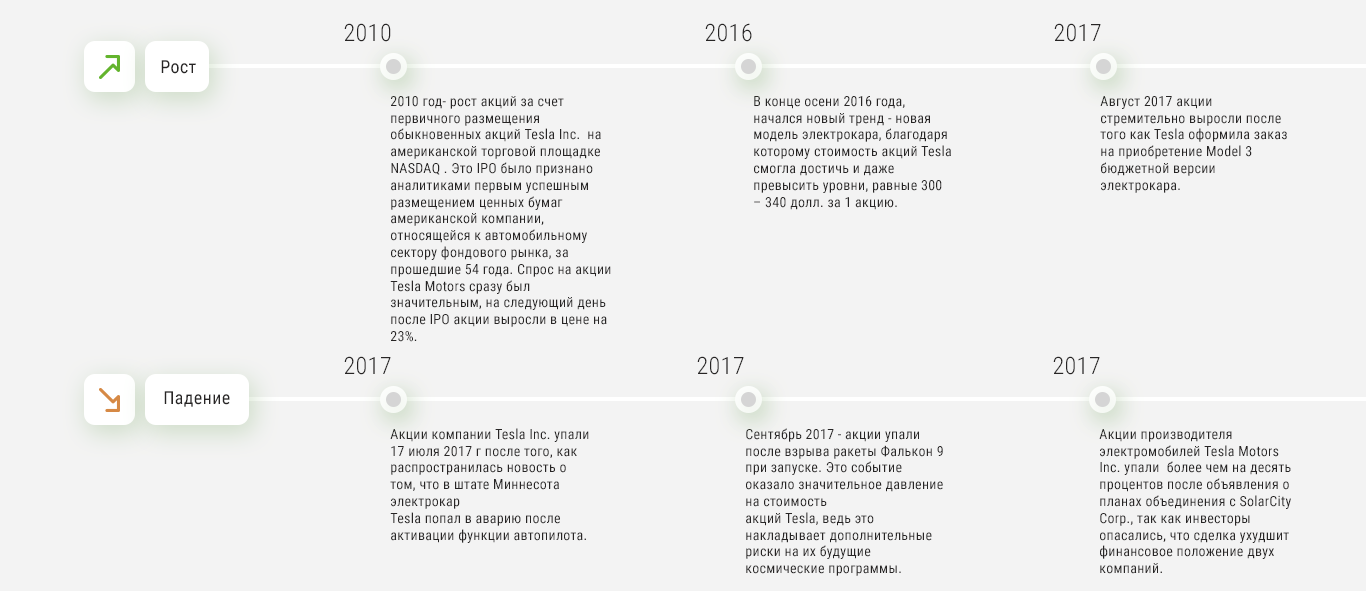 2010
2016
2017
Рост
2010 год- рост акций за счет
первичного размещения
обыкновенных акций Tesla Inc.  на
американской торговой площадке
NASDAQ . Это IPO было признано
аналитиками первым успешным
размещением ценных бумаг
американской компании,
относящейся к автомобильному
сектору фондового рынка, за
прошедшие 54 года. Спрос на акции
Tesla Motors сразу был
значительным, на следующий день
после IPO акции выросли в цене на
23%.
В конце осени 2016 года,
начался новый тренд - новая
модель электрокара, благодаря
которому стоимость акций Tesla
смогла достичь и даже
превысить уровни, равные 300
– 340 долл. за 1 акцию.
Август 2017 акции
стремительно выросли после
того как Tesla оформила заказ
на приобретение Model 3
бюджетной версии
электрокара.
2017
2017
2017
Падение
Акции компании Tesla Inc. упали
17 июля 2017 г после того, как
распространилась новость о
том, что в штате Миннесота
электрокар
Tesla попал в аварию после
активации функции автопилота.
Сентябрь 2017 - акции упали
после взрыва ракеты Фалькон 9
при запуске. Это событие
оказало значительное давление
на стоимость
акций Tesla, ведь это
накладывает дополнительные
риски на их будущие
космические программы.
Акции производителя
электромобилей Tesla Motors
Inc. упали  более чем на десять
процентов после объявления о
планах объединения с SolarCity
Corp., так как инвесторы
опасались, что сделка ухудшит
финансовое положение двух
компаний.